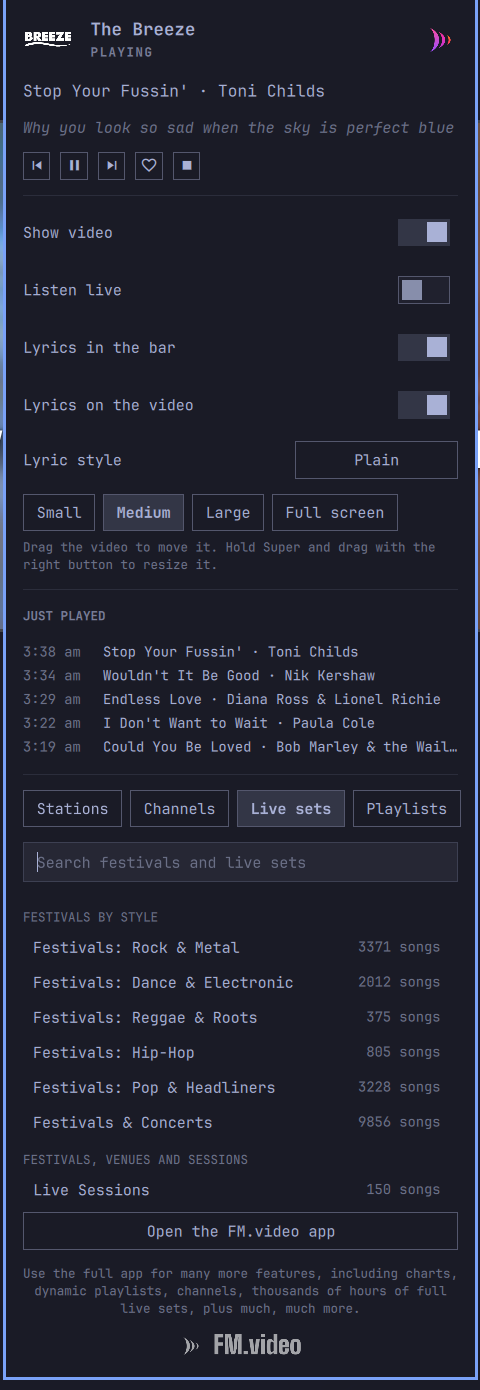 BREEZE
The Breeze
PLAYING
Stop Your Fussin' · Toni Childs
Why you look so sad when the sky is perfect blue
Show video
Listen live
Lyrics in the bar
Lyrics on the video
Lyric style
Plain
Small
Medium
Large
Full screen
Drag the video to move it. Hold Super and drag with the
right button to resize it.
JUST PLAYED
3:38 am Stop Your Fussin' · Toni Childs
3:34 am Wouldn't It Be Good · Nik Kershaw
3:29 am Endless Love · Diana Ross & Lionel Richie
3:22 am I Don't Want to Wait · Paula Cole
3:19 am Could You Be Loved · Bob Marley & the Wail…
Stations
Channels
Live sets
Playlists
Search festivals and live sets
FESTIVALS BY STYLE
Festivals: Rock & Metal 3371 songs
Festivals: Dance & Electronic 2012 songs
Festivals: Reggae & Roots 375 songs
Festivals: Hip-Hop 805 songs
Festivals: Pop & Headliners 3228 songs
Festivals & Concerts 9856 songs
FESTIVALS, VENUES AND SESSIONS
Live Sessions 150 songs
Open the FM.video app
Use the full app for many more features, including charts,
dynamic playlists, channels, thousands of hours of full
live sets, plus much, much more.
FM.video